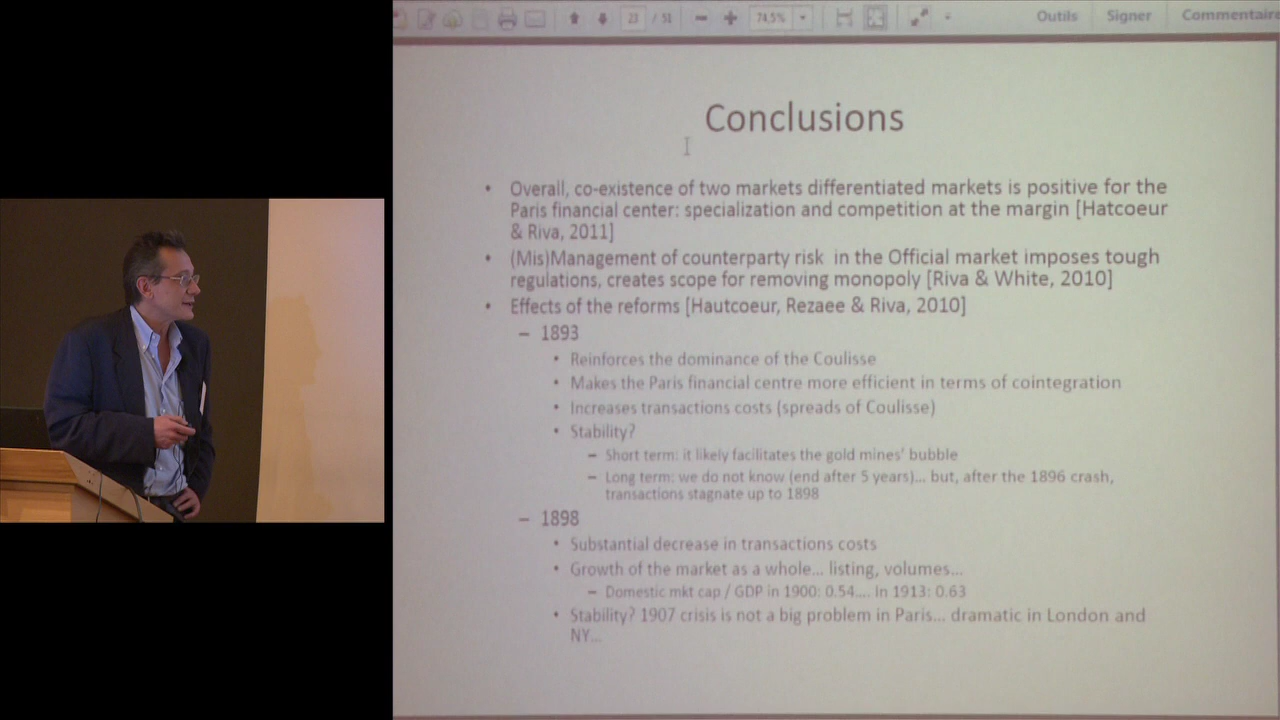 23 / 51 74,5% Outils Signer Commentaire
Conclusions
• Overall, co-existence of two markets differentiated markets is positive for the
Paris financial center: specialization and competition at the margin [Hatcoeur
& Riva, 2011]
• (Mis)Management of counterparty risk in the Official market imposes tough
regulations, creates scope for removing monopoly [Riva & White, 2010]
• Effects of the reforms [Hautcoeur, Rezaee & Riva, 2010]
– 1893
• Reinforces the dominance of the Coulisse
• Makes the Paris financial centre more efficient in terms of cointegration
• Increases transactions costs (spreads of Coulisse)
• Stability?
– Short term: it likely facilitates the gold mines' bubble
– Long term: we do not know (end after 5 years)... but, after the 1896 crash,
transactions stagnate up to 1898
– 1898
• Substantial decrease in transactions costs
• Growth of the market as a whole... listing, volumes...
– Domestic mkt cap / GDP in 1900: 0.54.... In 1913: 0.63
• Stability? 1907 crisis is not a big problem in Paris... dramatic in London and
NY...